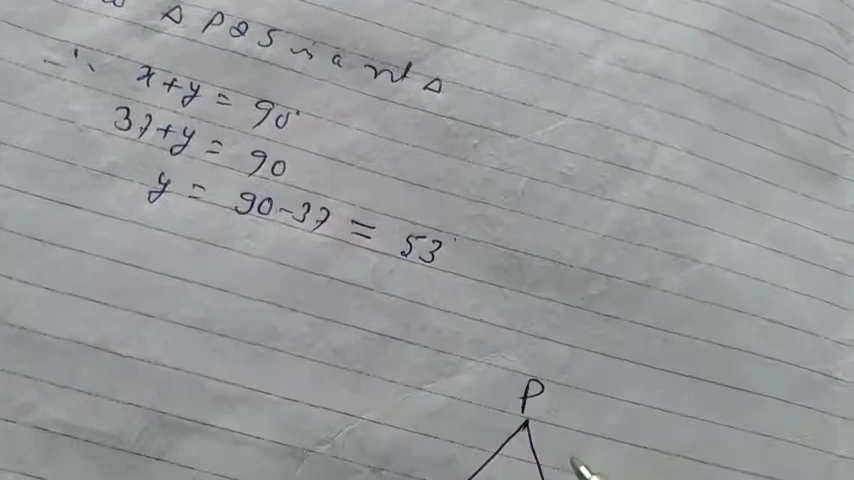 Δ PQS is a rt Δ
∴ x+y = 90°
37+y = 90
y = 90-37 = 53°
P